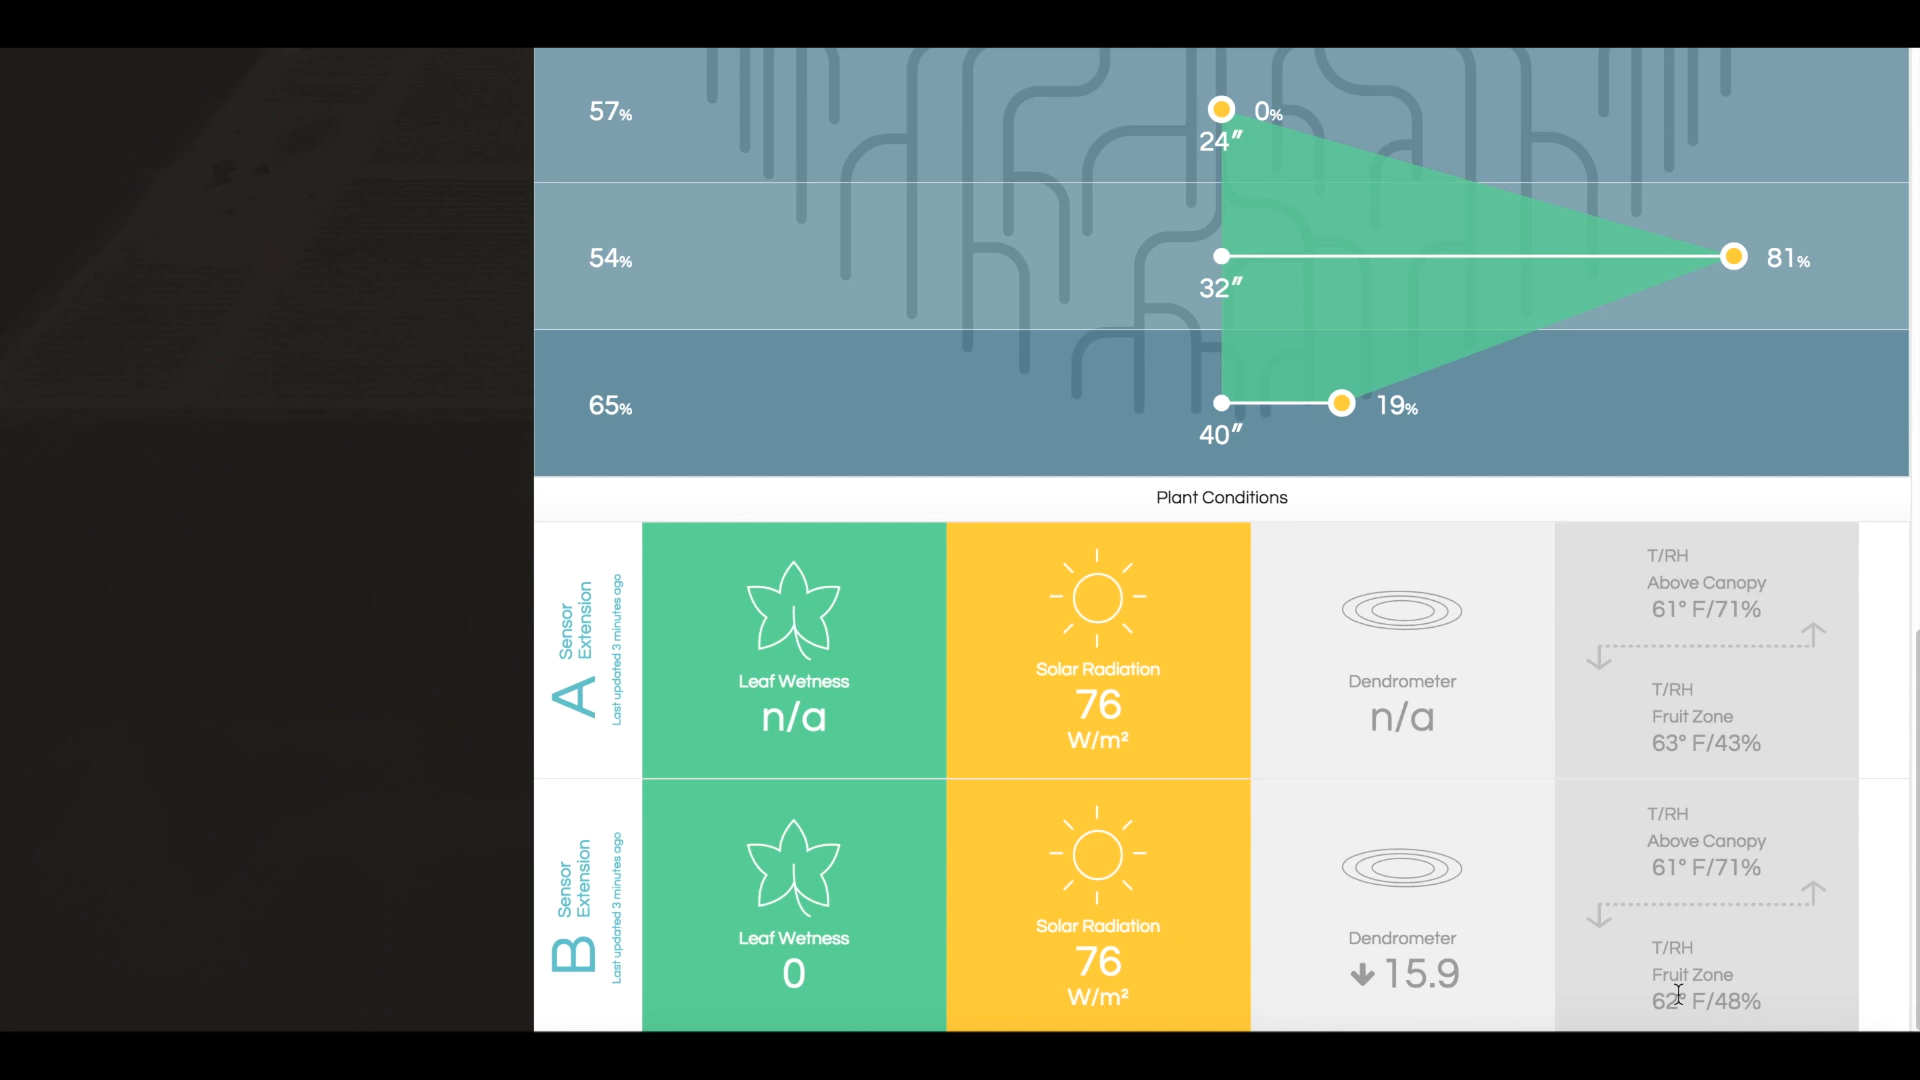 57%
0%
24″
54%
81%
32″
65%
19%
40″
Plant Conditions
A
Sensor
Extension
Last updated 3 minutes ago
Leaf Wetness
n/a
Solar Radiation
76
W/m²
Dendrometer
n/a
T/RH
Above Canopy
61° F/71%
T/RH
Fruit Zone
63° F/43%
B
Sensor
Extension
Last updated 3 minutes ago
Leaf Wetness
0
Solar Radiation
76
W/m²
Dendrometer
15.9
T/RH
Above Canopy
61° F/71%
T/RH
Fruit Zone
62° F/48%